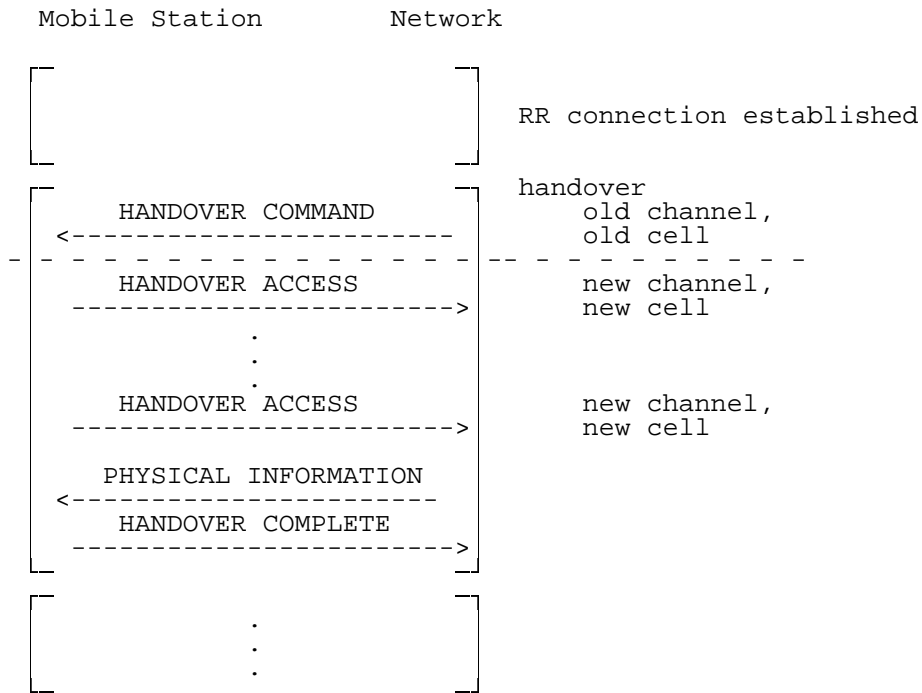 Mobile Station Network
RR connection established
handover
HANDOVER COMMAND old channel,
<------------------------ old cell
- - - - - - - - - - - - - - - -- - - - - - - - - -
HANDOVER ACCESS new channel,
------------------------> new cell
.
.
.
HANDOVER ACCESS new channel,
------------------------> new cell
PHYSICAL INFORMATION
<-----------------------
HANDOVER COMPLETE
------------------------>
.
.
.